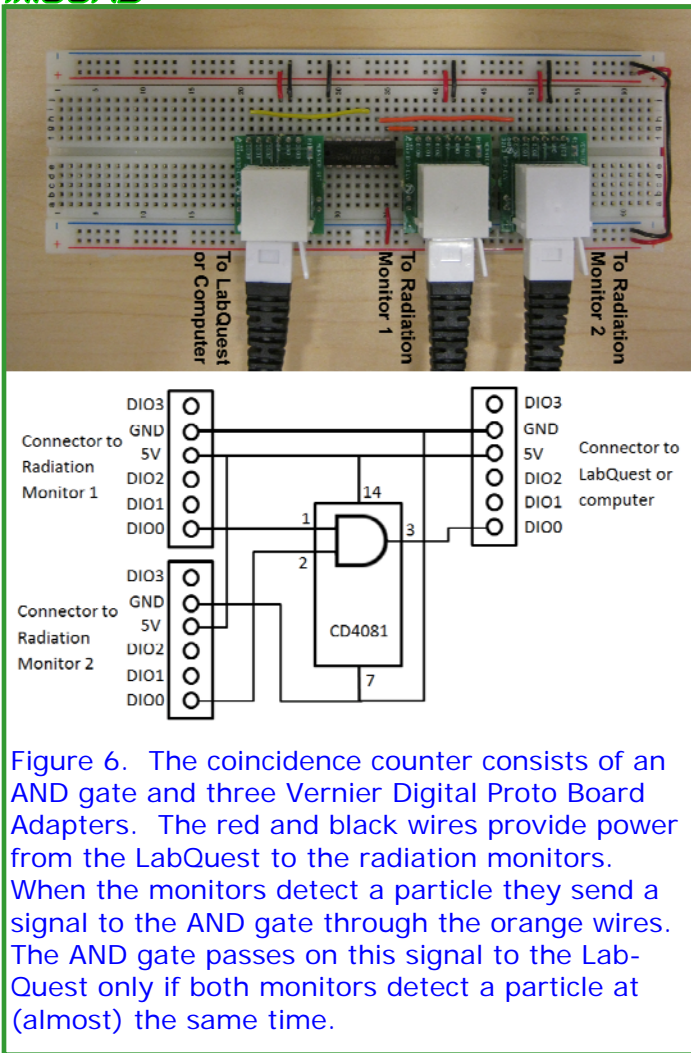 To LabQuest
or Computer
To Radiation
Monitor 1
To Radiation
Monitor 2
Connector to
Radiation
Monitor 1
DIO3
GND
5V
DIO2
DIO1
DIO0
Connector to
Radiation
Monitor 2
DIO3
GND
5V
DIO2
DIO1
DIO0
14
1
2
3
CD4081
7
DIO3
GND
5V
DIO2
DIO1
DIO0
Connector to
LabQuest or
computer
Figure 6. The coincidence counter consists of an
AND gate and three Vernier Digital Proto Board
Adapters. The red and black wires provide power
from the LabQuest to the radiation monitors.
When the monitors detect a particle they send a
signal to the AND gate through the orange wires.
The AND gate passes on this signal to the Lab-
Quest only if both monitors detect a particle at
(almost) the same time.